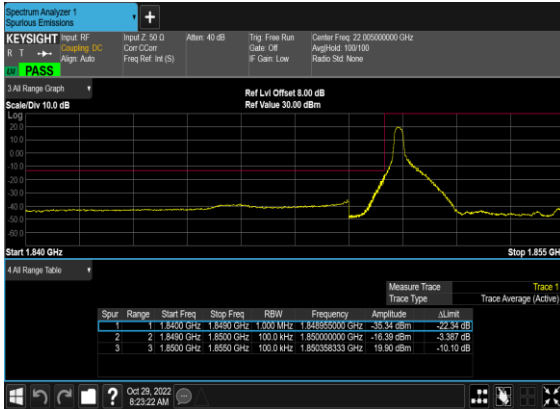 Spectrum Analyzer 1
Spurious Emissions
KEYSIGHT
R T
Input: RF
Coupling: DC
Align: Auto
Input Z: 50 Ω
Corr CCorr
Freq Ref: Int (S)
Atten: 40 dB
Trig: Free Run
Gate: Off
IF Gain: Low
Center Freq: 22.005000000 GHz
Avg|Hold: 100/100
Radio Std: None
PASS
3 All Range Graph
Scale/Div 10.0 dB
Ref Lvl Offset 8.00 dB
Ref Value 30.00 dBm
Log
20.0
10.0
0.00
-10.0
-20.0
-30.0
-40.0
-50.0
-60.0
Start 1.840 GHz
Stop 1.855 GH
4 All Range Table
Measure Trace Trace 1
Trace Type Trace Average (Active)
Spur Range Start Freq Stop Freq RBW Frequency Amplitude ΔLimit
1 1 1.8400 GHz 1.8490 GHz 1.000 MHz 1.848955000 GHz -35.34 dBm -22.34 dB
2 2 1.8490 GHz 1.8500 GHz 100.0 kHz 1.850000000 GHz -16.39 dBm -3.387 dB
3 3 1.8500 GHz 1.8550 GHz 100.0 kHz 1.850358333 GHz 19.90 dBm -10.10 dB
?
Oct 29, 2022
8:23:22 AM